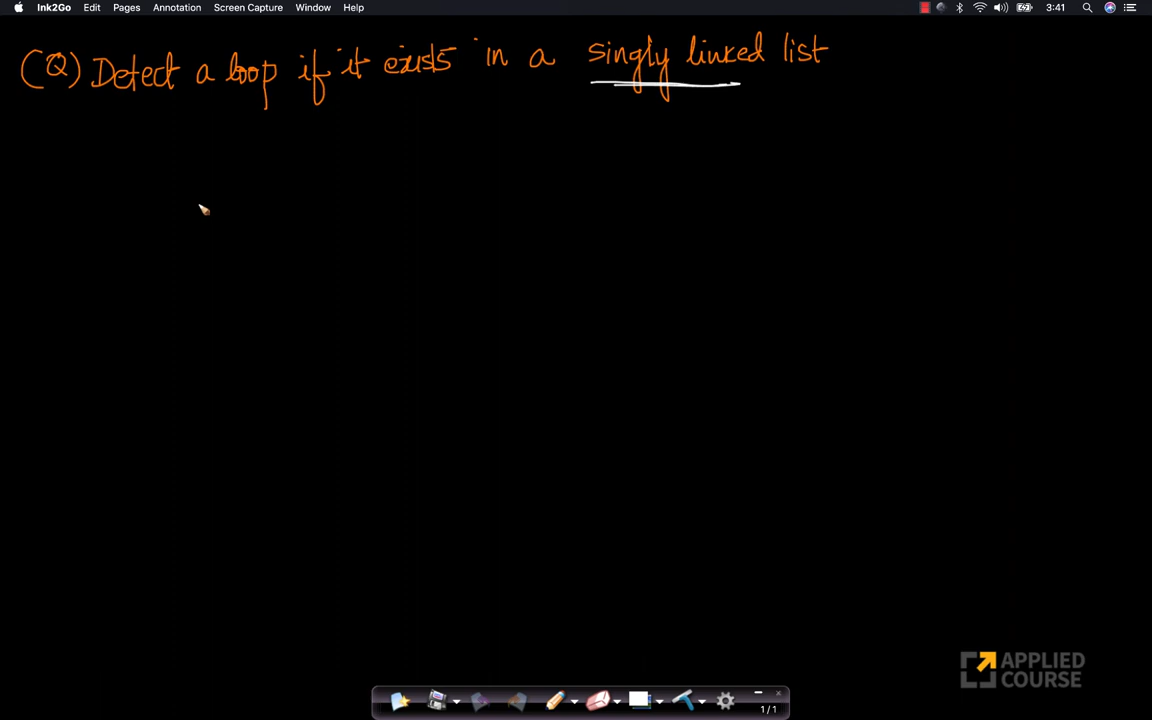 Ink2Go Edit Pages Annotation Screen Capture Window Help 3:41
(Q) Detect a loop if it exists in a singly linked list
APPLIED
COURSE
1/1